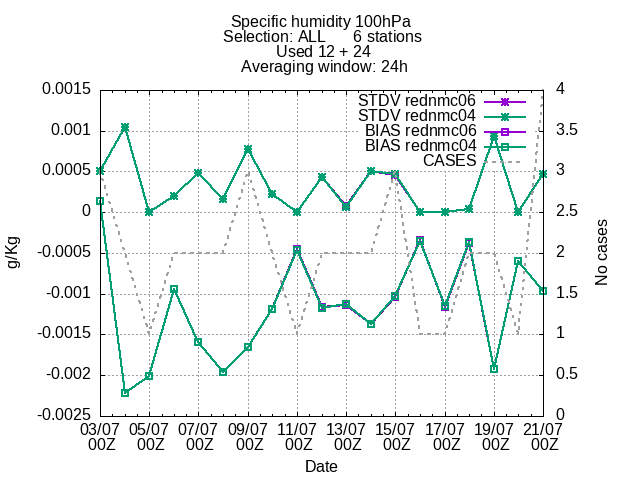 Specific humidity 100hPa
Selection: ALL 6 stations
Used 12 + 24
Averaging window: 24h
0.0015 4
STDV rednmc06
STDV rednmc04
0.001 BIAS rednmc06 3.5
BIAS rednmc04
CASES
0.0005 3
0 2.5
-0.0005 2
g/Kg No cases
-0.001 1.5
-0.0015 1
-0.002 0.5
-0.0025 0
03/07 05/07 07/07 09/07 11/07 13/07 15/07 17/07 19/07 21/07
00Z 00Z 00Z 00Z 00Z 00Z 00Z 00Z 00Z 00Z
Date